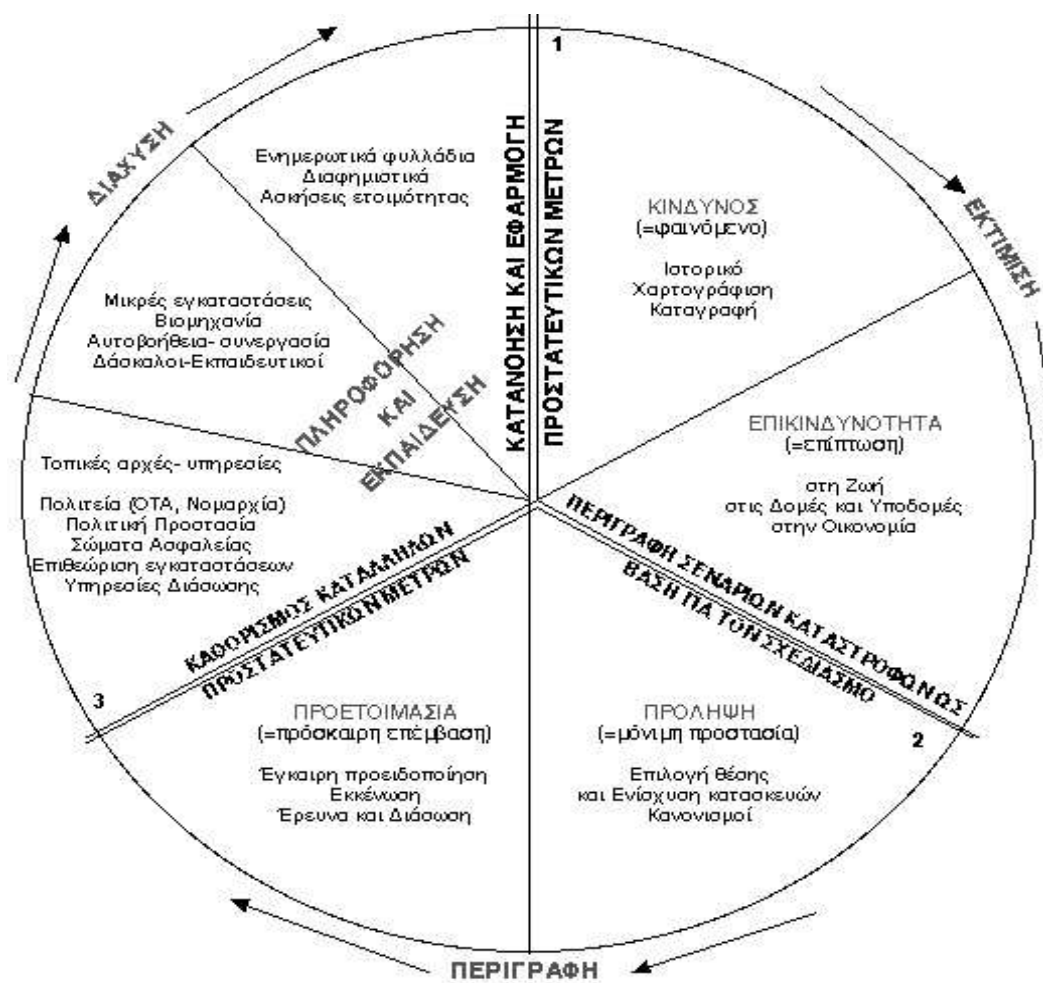 1
ΕΚΤΙΜΙΣΗ
ΚΙΝΔΥΝΟΣ
(=φαινόμενο)
Ιστορικό
Χαρτογράφιση
Καταγραφή
ΕΠΙΚΙΝΔΥΝΟΤΗΤΑ
(=επίπτωση)
στη Ζωή
στις Δομές και Υποδομές
στην Οικονομία
ΠΕΡΙΓΡΑΦΗ ΣΕΝΑΡΙΩΝ ΚΑΤΑΣΤΡΟΦΩΝ ΩΣ
ΒΑΣΗ ΓΙΑ ΤΟΝ ΣΧΕΔΙΑΣΜΟ
2
ΠΡΟΛΗΨΗ
(=μόνιμη προστασία)
Επιλογή θέσης
και Ενίσχυση κατασκευών
Κανονισμοί
ΠΕΡΙΓΡΑΦΗ
ΠΡΟΕΤΟΙΜΑΣΙΑ
(=πρόσκαιρη επέμβαση)
Έγκαιρη προειδοποίηση
Εκκένωση
Έρευνα και Διάσωση
3
ΚΑΘΟΡΙΣΜΟΣ ΚΑΤΑΛΛΗΛΩΝ
ΠΡΟΣΤΑΤΕΥΤΙΚΩΝ ΜΕΤΡΩΝ
Τοπικές αρχές- υπηρεσίες
Πολιτεία (ΟΤΑ, Νομαρχία)
Πολιτική Προστασία
Σώματα Ασφαλείας
Επιθεώριση εγκαταστάσεων
Υπηρεσίες Διάσωσης
ΠΛΗΡΟΦΟΡΗΣΗ
ΚΑΙ
ΕΚΠΑΙΔΕΥΣΗ
Μικρές εγκαταστάσεις
Βιομηχανία
Αυτοβοήθεια- συνεργασία
Δάσκαλοι-Εκπαιδευτικοί
ΔΙΑΧΥΣΗ
Ενημερωτικά φυλλάδια
Διαφημιστικά
Ασκήσεις ετοιμότητας
ΚΑΤΑΝΟΗΣΗ ΚΑΙ ΕΦΑΡΜΟΓΗ
ΠΡΟΣΤΑΤΕΥΤΙΚΩΝ ΜΕΤΡΩΝ